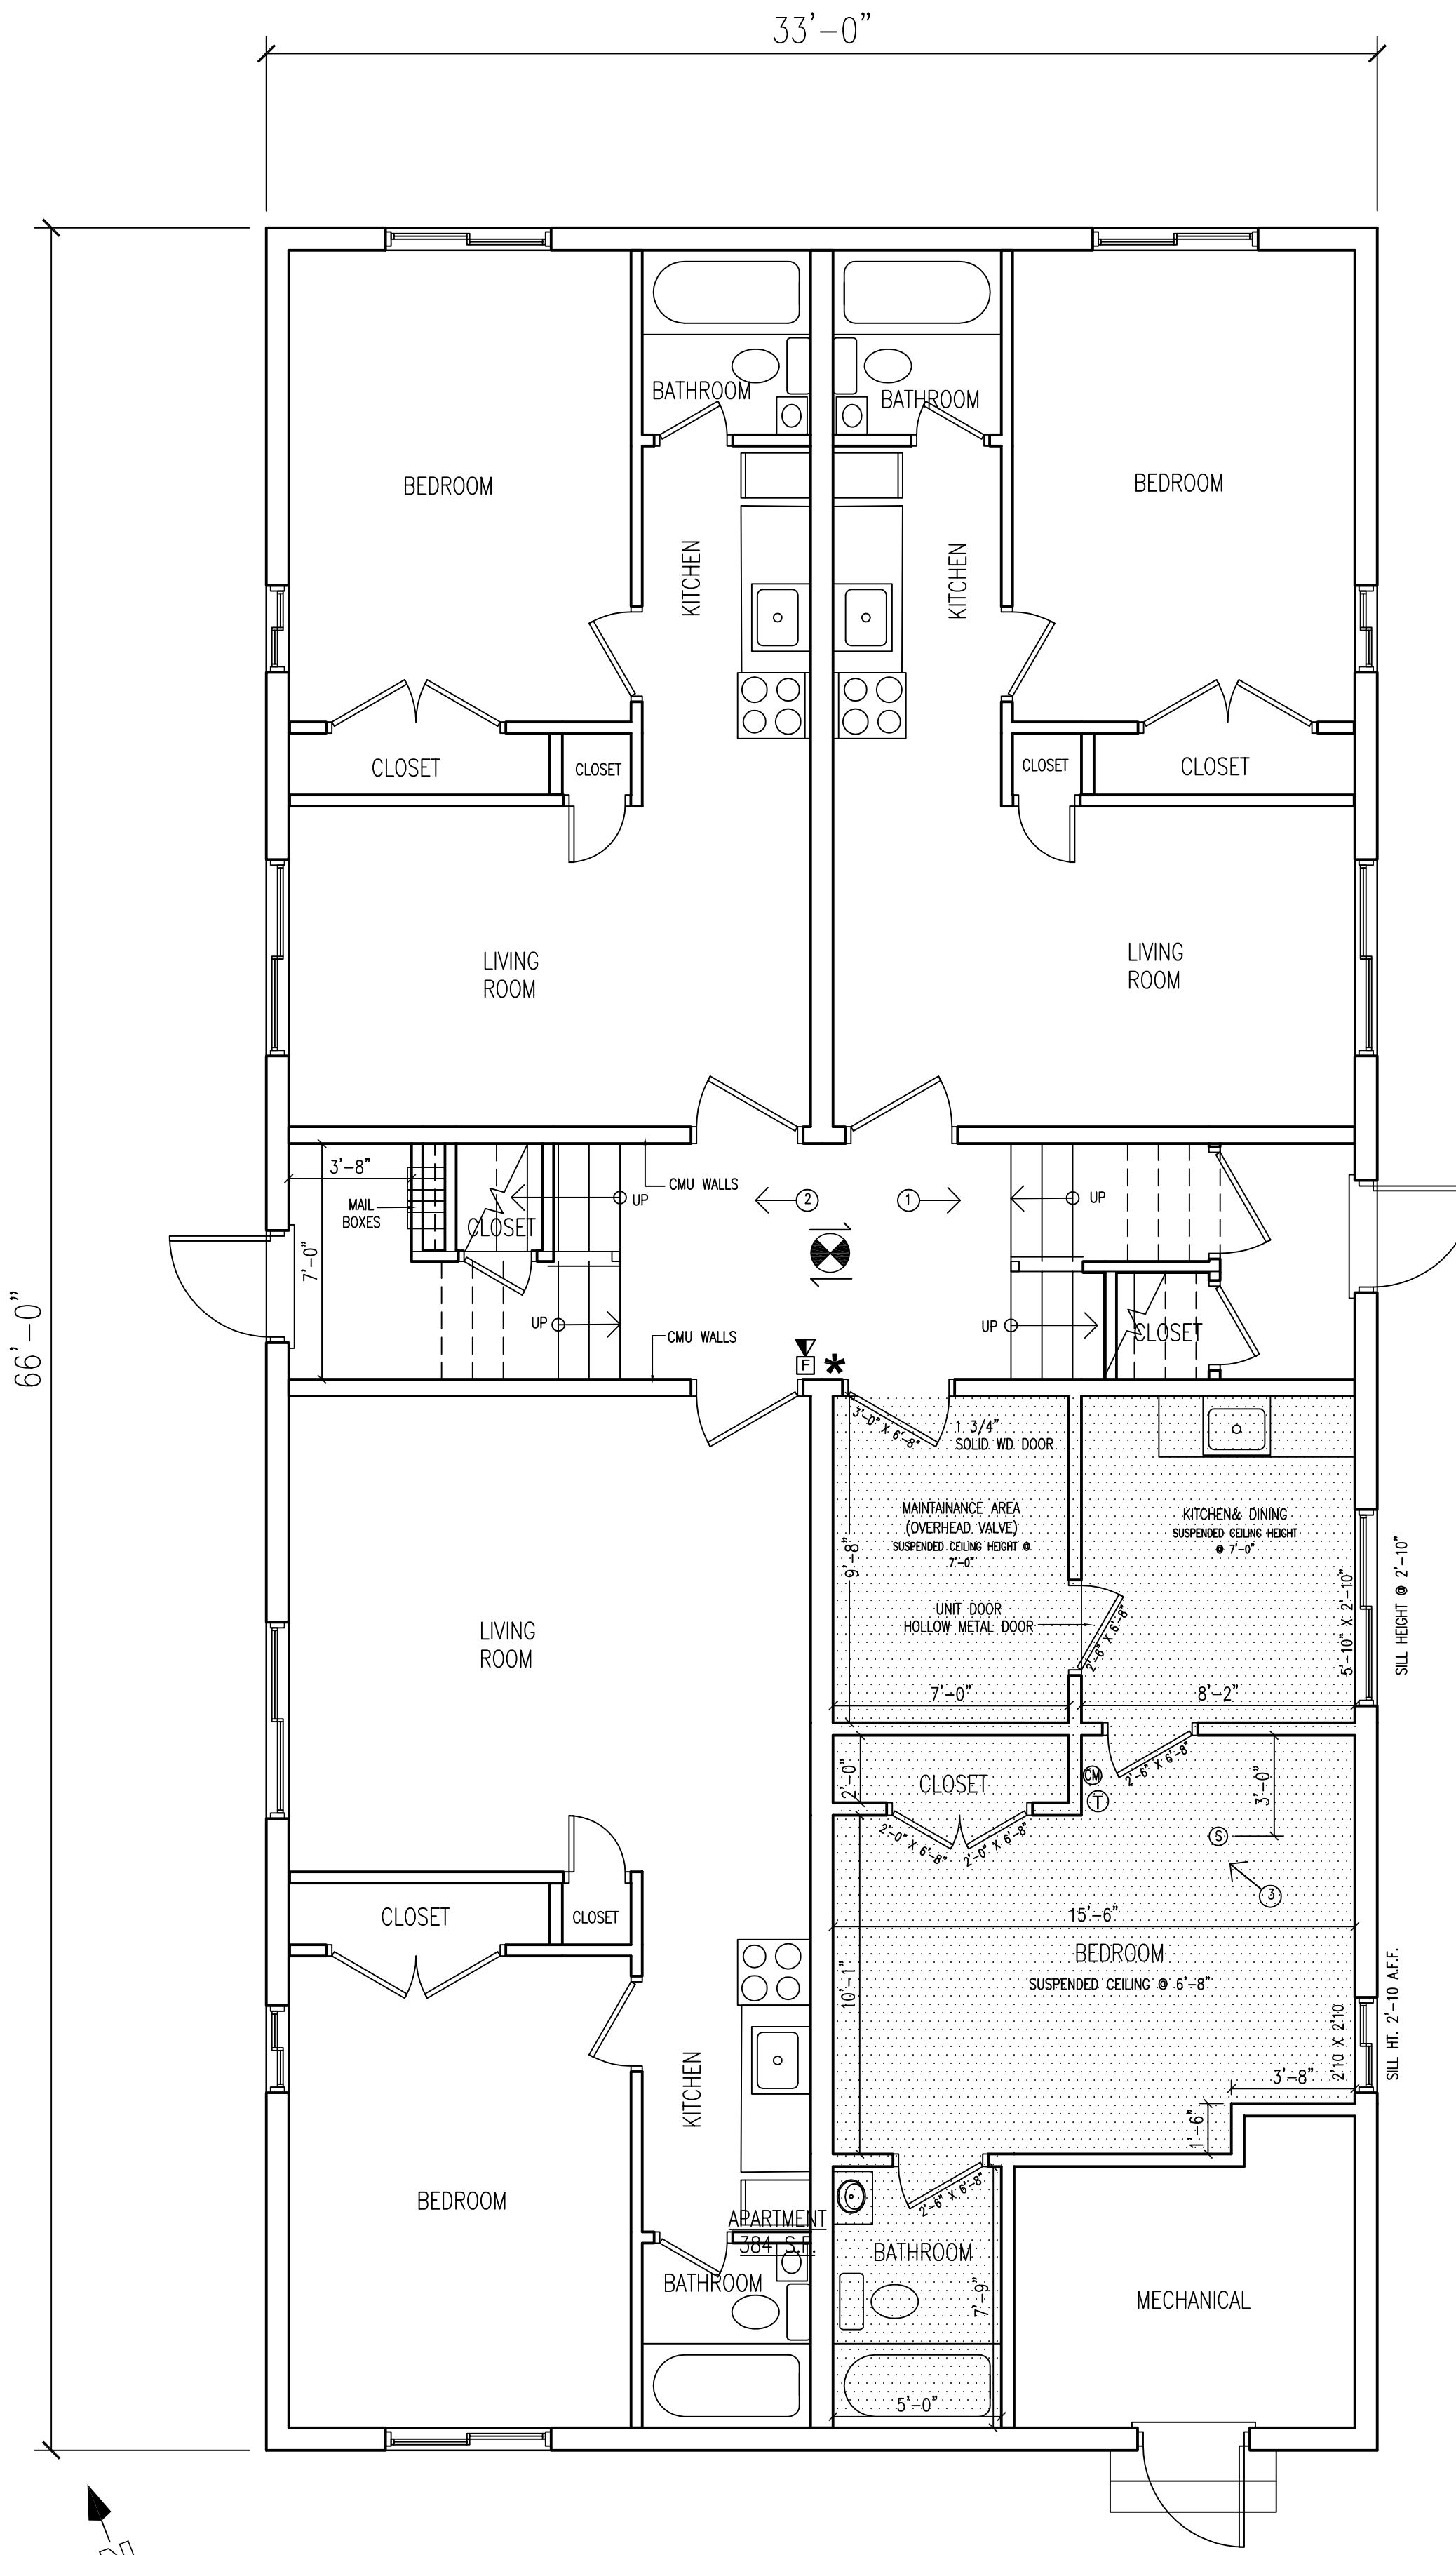 33'-0"
66'-0"
BATHROOM
BATHROOM
BEDROOM
BEDROOM
KITCHEN
KITCHEN
CLOSET
CLOSET
CLOSET
CLOSET
LIVING
ROOM
LIVING
ROOM
3'-8"
MAIL
BOXES
7'-0"
CLOSET
UP
UP
CMU WALLS
CMU WALLS
2
1
1
1
UP
UP
CLOSET
F
*
3'-0" X 6'-8"
1 3/4"
SOLID WD DOOR
MAINTAINANCE AREA
(OVERHEAD VALVE)
SUSPENDED CEILING HEIGHT @
7'-0"
9'-8"
UNIT DOOR
HOLLOW METAL DOOR
2'-6" X 6'-8"
KITCHEN& DINING
SUSPENDED CEILING HEIGHT
@ 7'-0"
5'-10" X 2'-10"
SILL HEIGHT @ 2'-10"
7'-0"
8'-2"
LIVING
ROOM
2'-0"
CLOSET
CM
T
2'-6" X 6'-8"
3'-0"
S
3
2'-0" X 6'-8"
2'-0" X 6'-8"
15'-6"
BEDROOM
SUSPENDED CEILING @ 6'-8"
10'-1"
2'10 X 2'10
SILL HT. 2'-10 A.F.F.
3'-8"
1'-6"
CLOSET
CLOSET
KITCHEN
BEDROOM
APARTMENT
384 S.F.
BATHROOM
2'-6" X 6'-8"
BATHROOM
7'-9"
5'-0"
MECHANICAL